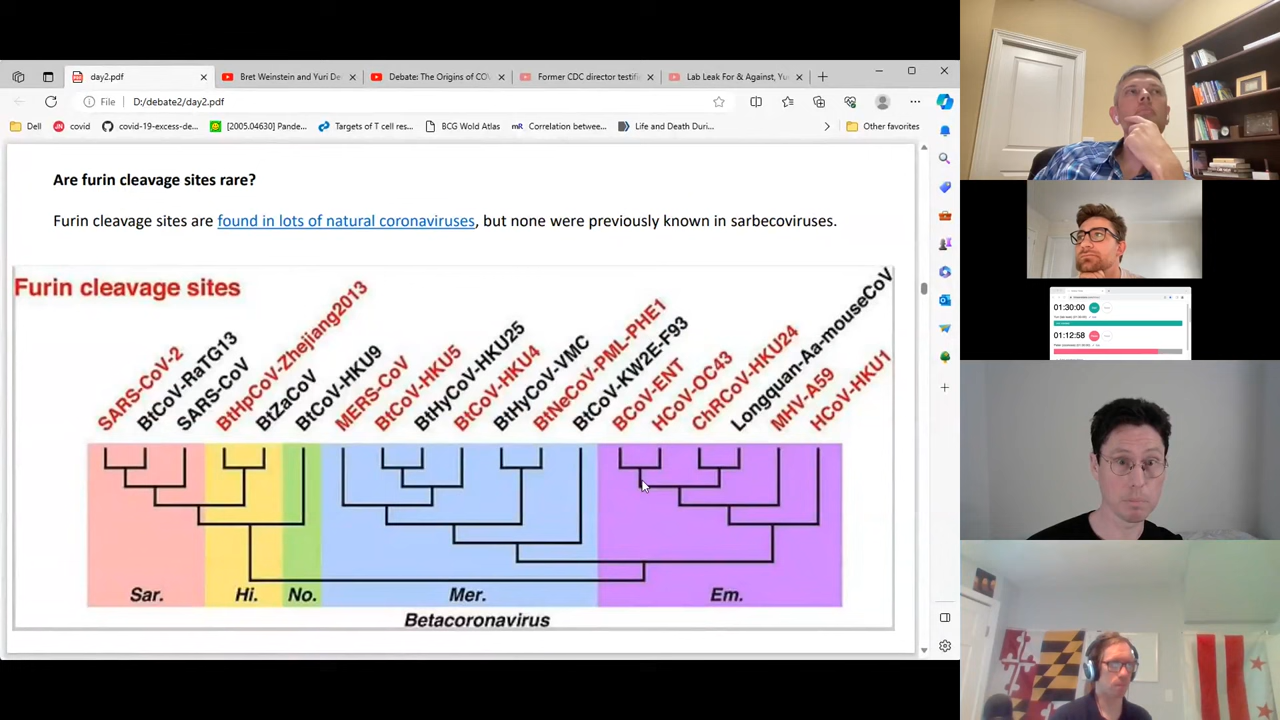 day2.pdf
Bret Weinstein and Yuri De
Debate: The Origins of CO
Former CDC director testif
Lab Leak For & Against, Yu
File
D:/debate2/day2.pdf
Dell
covid
covid-19-excess-de...
[2005.04630] Pande...
Targets of T cell res...
BCG Wold Atlas
Correlation betwee...
Life and Death Duri...
Other favorites
Are furin cleavage sites rare?
Furin cleavage sites are found in lots of natural coronaviruses, but none were previously known in sarbecoviruses.
Furin cleavage sites
SARS-CoV-2
BtCoV-RaTG13
SARS-CoV
BtHpCoV-Zhejiang2013
BtZaCoV
BtCoV-HKU9
MERS-CoV
BtCoV-HKU5
BtHyCoV-HKU25
BtCoV-HKU4
BtHyCoV-VMC
BtNeCoV-PML-PHE1
BtCoV-KW2E-F93
BCoV-ENT
HCoV-OC43
ChRCoV-HKU24
Longquan-Aa-mouseCoV
MHV-A59
HCoV-HKU1
Sar.
Hi.
No.
Mer.
Em.
Betacoronavirus
01:30:00
01:12:58